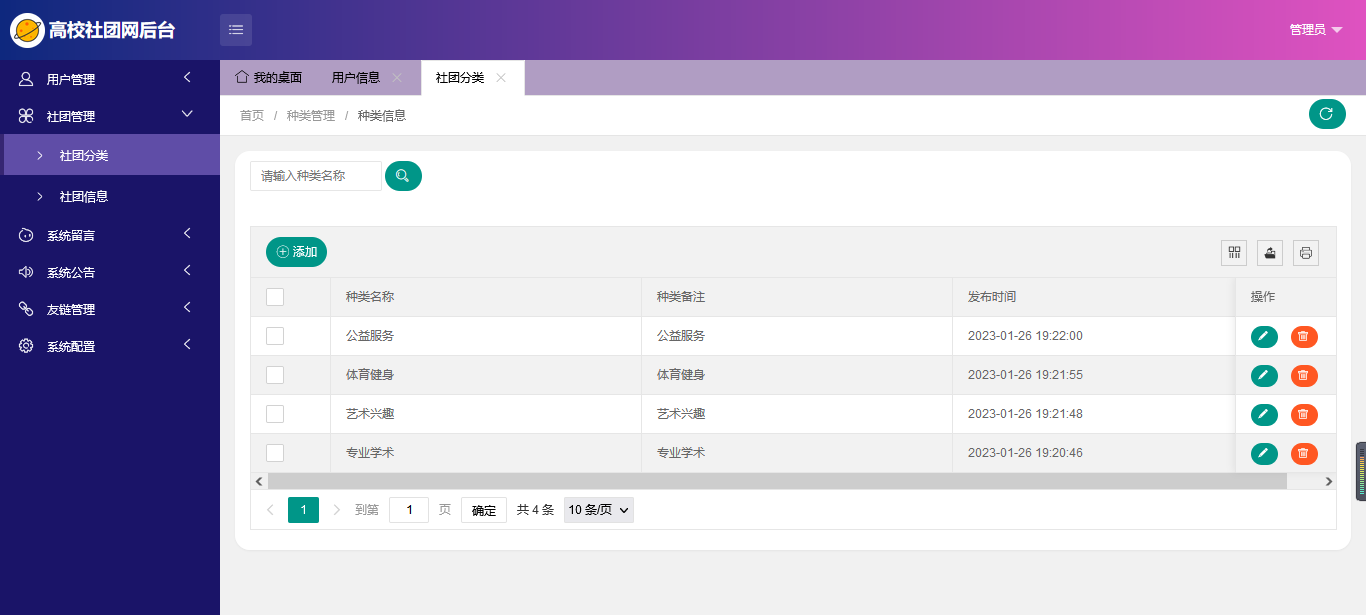 高校社团网后台
管理员
用户管理
社团管理
社团分类
社团信息
系统留言
系统公告
友链管理
系统配置
我的桌面 用户信息 社团分类
首页 / 种类管理 / 种类信息
请输入种类名称
添加
种类名称 种类备注 发布时间 操作
公益服务 公益服务 2023-01-26 19:22:00
体育健身 体育健身 2023-01-26 19:21:55
艺术兴趣 艺术兴趣 2023-01-26 19:21:48
专业学术 专业学术 2023-01-26 19:20:46
1 到第 1 页 确定 共 4 条 10 条/页